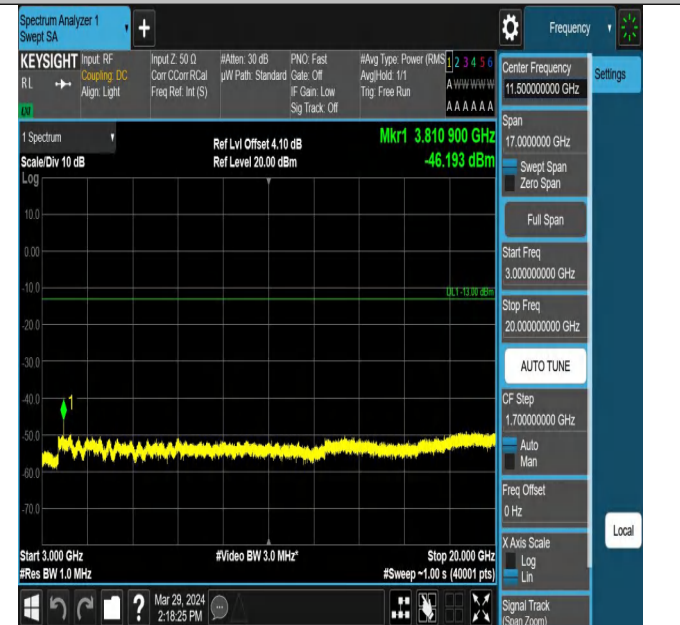 Spectrum Analyzer 1
Swept SA
Frequency
KEYSIGHT
RL
Input: RF
Coupling: DC
Align: Light
Input Z: 50 Ω
Corr CCorr RCal
Freq Ref: Int (S)
#Atten: 30 dB
µW Path: Standard
PNO: Fast
Gate: Off
IF Gain: Low
Sig Track: Off
#Avg Type: Power (RMS
Avg|Hold: 1/1
Trig: Free Run
1 2 3 4 5 6
A W W W W W
A A A A A A
1 Spectrum
Scale/Div 10 dB
Ref Lvl Offset 4.10 dB
Ref Level 20.00 dBm
Mkr1 3.810 900 GHz
-46.193 dBm
Log
10.0
0.00
-10.0
-20.0
-30.0
-40.0
-50.0
-60.0
-70.0
DL1 -13.00 dBm
1
Start 3.000 GHz
#Res BW 1.0 MHz
#Video BW 3.0 MHz*
Stop 20.000 GHz
#Sweep ~1.00 s (40001 pts)
Center Frequency
11.500000000 GHz
Settings
Span
17.0000000 GHz
Swept Span
Zero Span
Full Span
Start Freq
3.000000000 GHz
Stop Freq
20.000000000 GHz
AUTO TUNE
CF Step
1.700000000 GHz
Auto
Man
Freq Offset
0 Hz
X Axis Scale
Log
Lin
Local
Signal Track
(Span Zoom)
?
Mar 29, 2024
2:18:25 PM